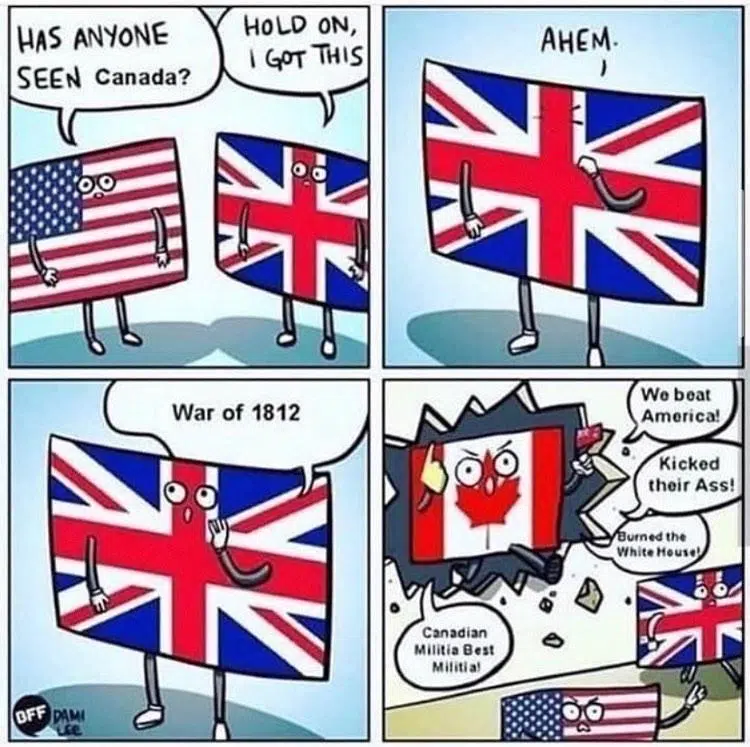 HAS ANYONE
SEEN Canada?
HOLD ON,
I GOT THIS
AHEM.
War of 1812
We beat
America!
Kicked
their Ass!
Burned the
White House!
Canadian
Militia Best
Militia!
OFF DAMI
LEE